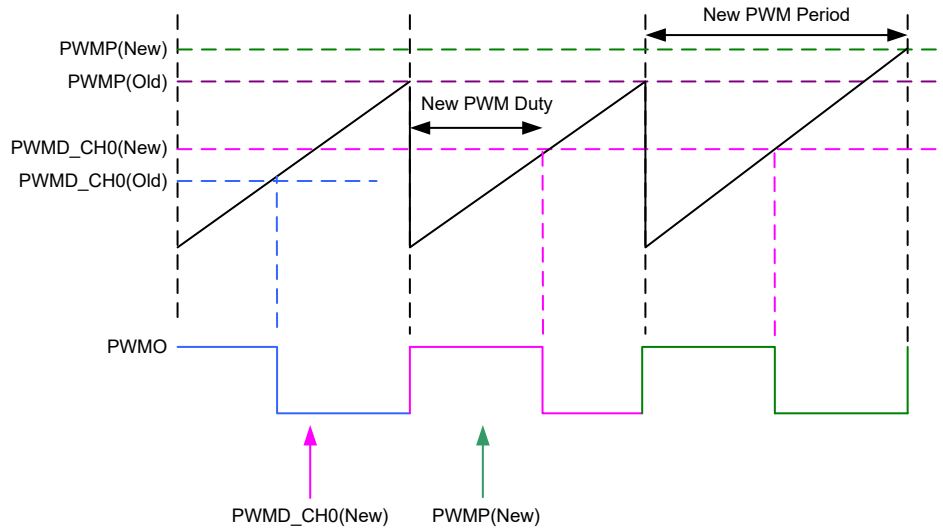 New PWM Period
PWMP(New)
PWMP(Old)
New PWM Duty
PWMD_CH0(New)
PWMD_CH0(Old)
PWMO
PWMD_CH0(New)
PWMP(New)